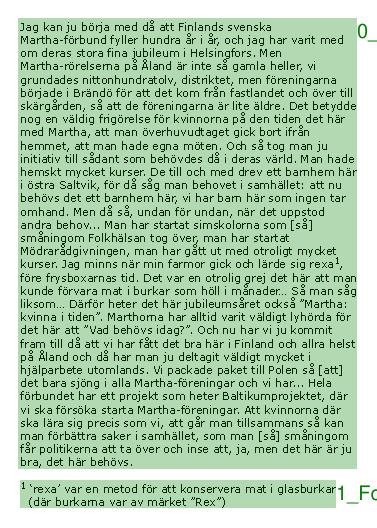 Jag kan ju börja med då att Finlands svenska
Martha-förbund fyller hundra år i år, och jag har varit med
om deras stora fina jubileum i Helsingfors. Men
Martha-rörelserna på Åland är inte så gamla heller, vi
grundades nittonhundratolv, distriktet, men föreningarna
började i Brändö för att det kom från fastlandet och över till
skärgården, så att de föreningarna är lite äldre. Det betydde
nog en väldig frigörelse för kvinnorna på den tiden det här
med Martha, att man överhuvudtaget gick bort ifrån
hemmet, att man hade egna möten. Och så tog man ju
initiativ till sådant som behövdes då i deras värld. Man hade
hemskt mycket kurser. De till och med drev ett barnhem här
i östra Saltvik, för då såg man behovet i samhället: att nu
behövs det ett barnhem här, vi har barn här som ingen tar
omhand. Men då så, undan för undan, när det uppstod
andra behov... Man har startat simskolorna som [så]
småningom Folkhälsan tog över, man har startat
Mödrarådgivningen, man har gått ut med otroligt mycket
kurser. Jag minns när min farmor gick och lärde sig rexa¹,
före frysboxarnas tid. Det var en otrolig grej det här att man
kunde förvara mat i burkar som höll i månader... Så man såg
liksom... Därför heter det här jubileumsåret också ”Martha:
kvinna i tiden”. Marthorna har alltid varit väldigt lyhörda för
det här att ”Vad behövs idag?”. Och nu har vi ju kommit
fram till då att vi har fått det bra här i Finland och allra helst
på Åland och då har man ju deltagit väldigt mycket i
hjälparbete utomlands. Vi packade paket till Polen så [att]
det bara sjöng i alla Martha-föreningar och vi har... Hela
förbundet har ett projekt som heter Baltikumprojektet, där
vi ska försöka starta Martha-föreningar. Att kvinnorna där
ska lära sig precis som vi, att går man tillsammans så kan
man förbättra saker i samhället, som man [så] småningom
får politikerna att ta över och inse att, ja, men det här är ju
bra, det här behövs.
¹ ‘rexa’ var en metod för att konservera mat i glasburkar
(där burkarna var av märket ”Rex”)
0_
1_Fo